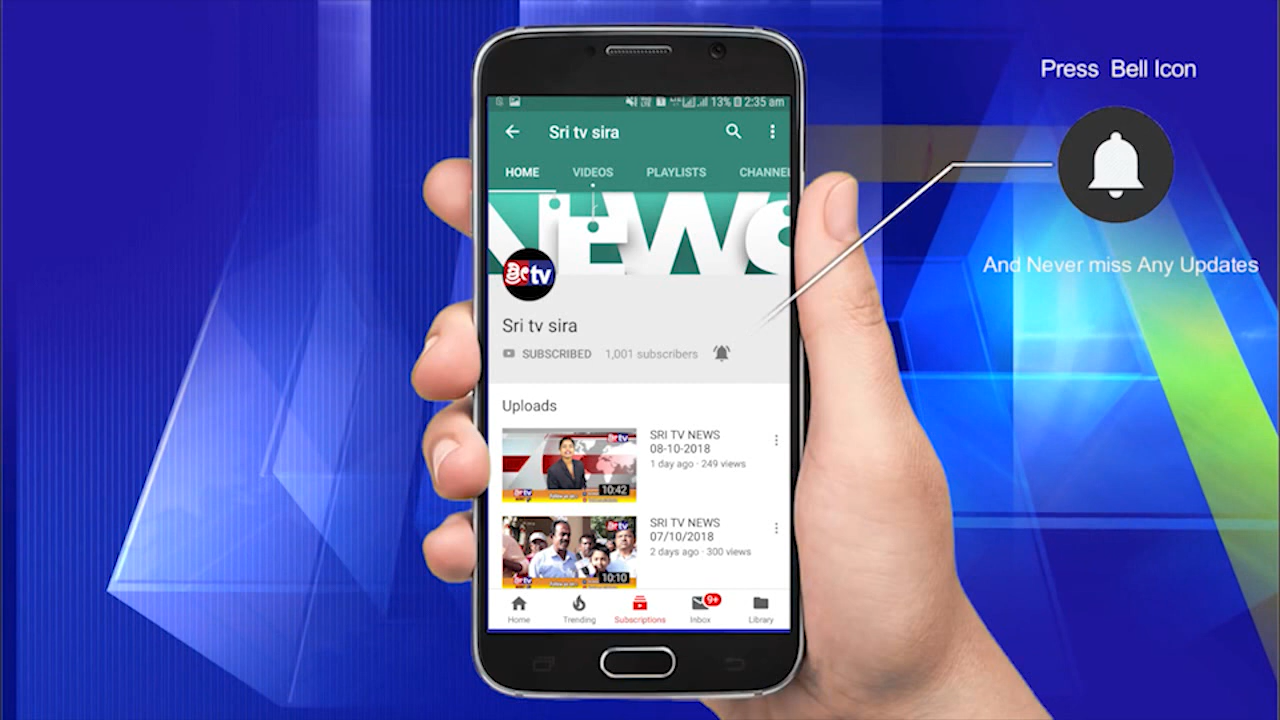 Press Bell Icon
And Never miss Any Updates
13% 2:35 am
Sri tv sira
HOME VIDEOS PLAYLISTS CHANNEL
NEWS
ಶ್ರೀ tv
Sri tv sira
SUBSCRIBED 1,001 subscribers
Uploads
SRI TV NEWS
08-10-2018
1 day ago · 249 views
10:42
SRI TV NEWS
07/10/2018
2 days ago · 300 views
10:10
9+
Home Trending Subscriptions Inbox Library